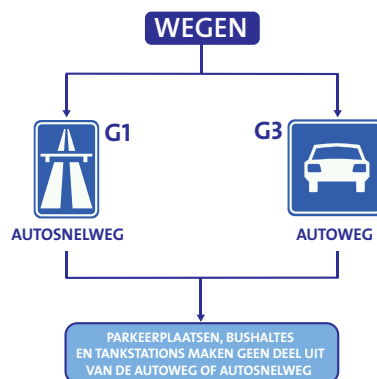 WEGEN
G1
G3
AUTOSNELWEG
AUTOWEG
PARKEERPLAATSEN, BUSHALTES
EN TANKSTATIONS MAKEN GEEN DEEL UIT
VAN DE AUTOWEG OF AUTOSNELWEG